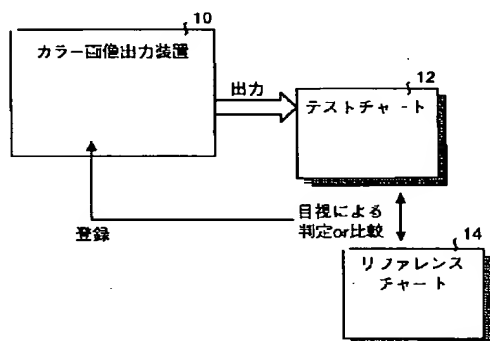 10
カラー画像出力装置
出力
12
テストチャート
目視による
判定or比較
登録
14
リファレンス
チャート